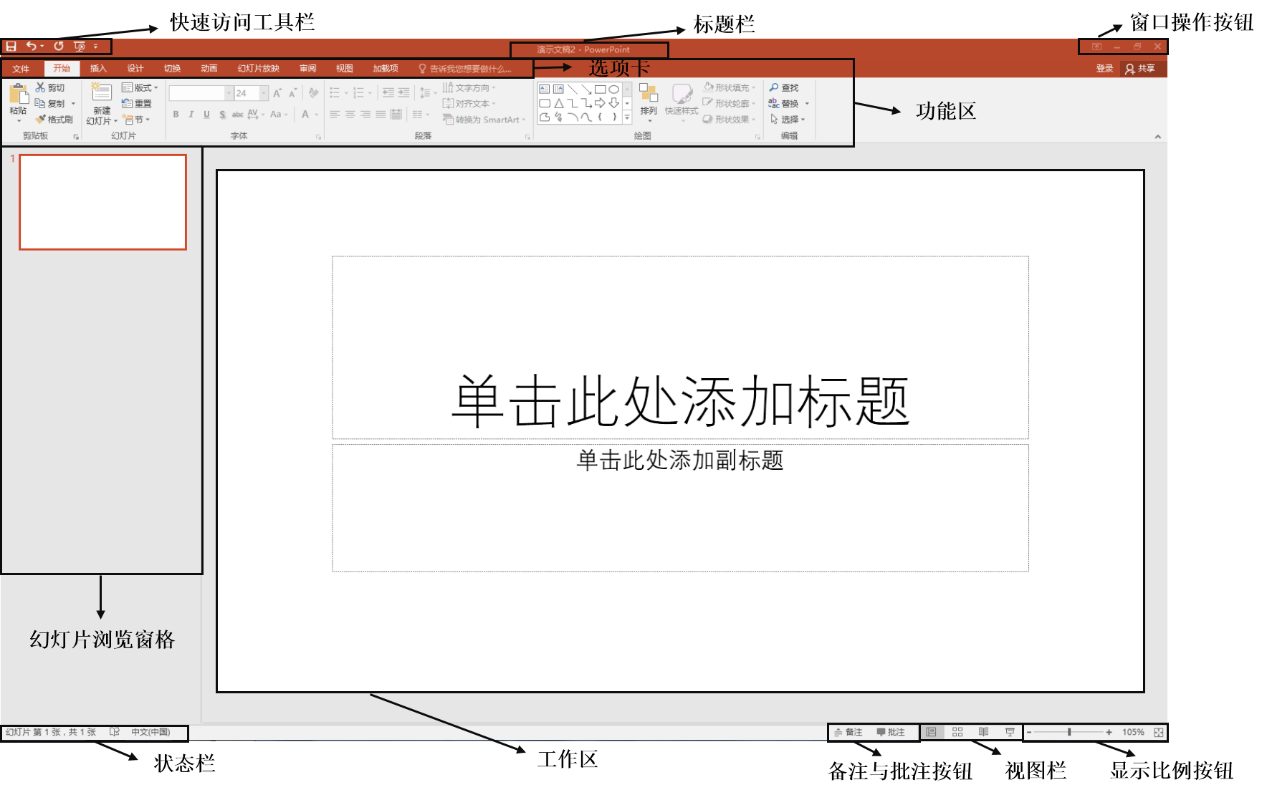 快速访问工具栏
标题栏
窗口操作按钮
演示文稿2 - PowerPoint
文件 开始 插入 设计 切换 动画 幻灯片放映 审阅 视图 加载项 告诉我您想要做什么... 选项卡 登录 共享
粘贴 剪切 复制 格式刷
新建 幻灯片 版式 重置 节
24
B I U S abc AV Aa A
文字方向
对齐文本
转换为 SmartArt
排列 快速样式 形状填充 形状轮廓 形状效果
查找
替换
选择
功能区
剪贴板 幻灯片 字体 段落 绘图 编辑
1
单击此处添加标题
单击此处添加副标题
幻灯片浏览窗格
幻灯片 第 1 张，共 1 张 中文(中国)
备注 批注 105%
状态栏
工作区
备注与批注按钮
视图栏
显示比例按钮